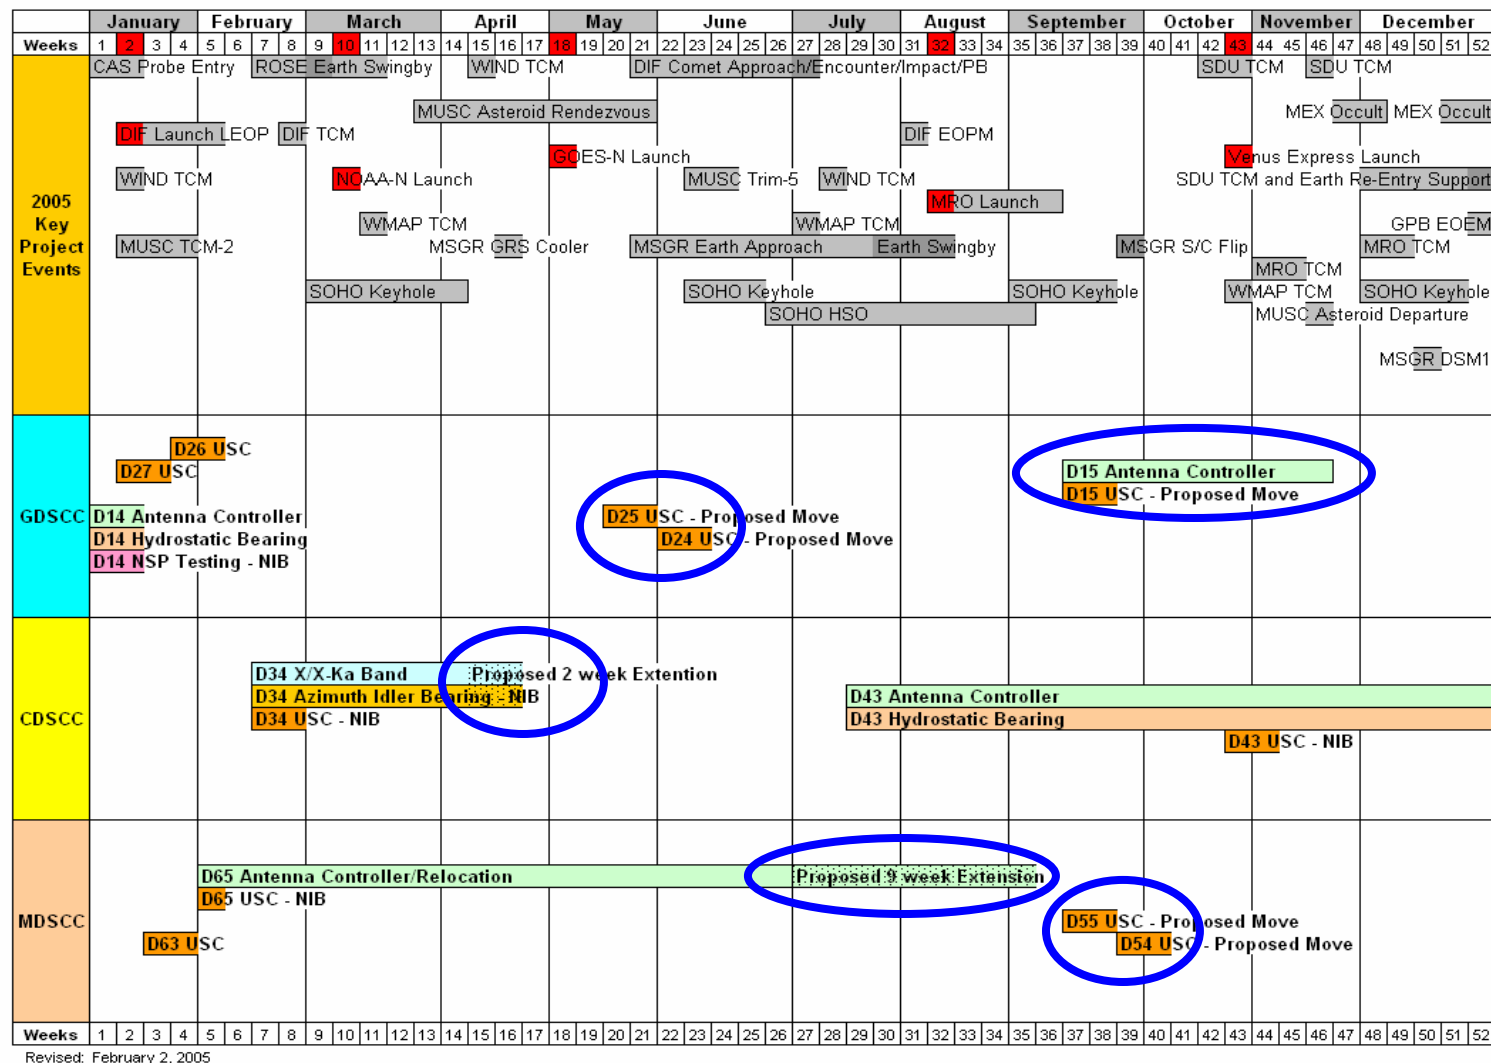 January February March April May June July August September October November December
Weeks 1 2 3 4 5 6 7 8 9 10 11 12 13 14 15 16 17 18 19 20 21 22 23 24 25 26 27 28 29 30 31 32 33 34 35 36 37 38 39 40 41 42 43 44 45 46 47 48 49 50 51 52
2005
Key
Project
Events
CAS Probe Entry ROSE Earth Swingby WIND TCM DIF Comet Approach/Encounter/Impact/PB SDU TCM SDU TCM
MUSC Asteroid Rendezvous MEX Occult MEX Occult
DIF Launch LEOP DIF TCM DIF EOPM
GOES-N Launch Venus Express Launch
WIND TCM NOAA-N Launch MUSC Trim-5 WIND TCM SDU TCM and Earth Re-Entry Support
MRO Launch
WMAP TCM WMAP TCM GPB EOEM
MUSC TCM-2 MSGR GRS Cooler MSGR Earth Approach Earth Swingby MSGR S/C Flip MRO TCM
MRO TCM
SOHO Keyhole SOHO Keyhole SOHO Keyhole WMAP TCM SOHO Keyhole
SOHO HSO MUSC Asteroid Departure
MSGR DSM1
GDSCC
D26 USC
D27 USC D15 Antenna Controller
D15 USC - Proposed Move
D14 Antenna Controller D25 USC - Proposed Move
D14 Hydrostatic Bearing D24 USC - Proposed Move
D14 NSP Testing - NIB
CDSCC
D34 X/X-Ka Band Proposed 2 week Extention
D34 Azimuth Idler Bearing - NIB D43 Antenna Controller
D34 USC - NIB D43 Hydrostatic Bearing
D43 USC - NIB
MDSCC
D65 Antenna Controller/Relocation Proposed 9 week Extension
D65 USC - NIB
D55 USC - Proposed Move
D63 USC D54 USC - Proposed Move
Weeks 1 2 3 4 5 6 7 8 9 10 11 12 13 14 15 16 17 18 19 20 21 22 23 24 25 26 27 28 29 30 31 32 33 34 35 36 37 38 39 40 41 42 43 44 45 46 47 48 49 50 51 52
Revised: February 2, 2005